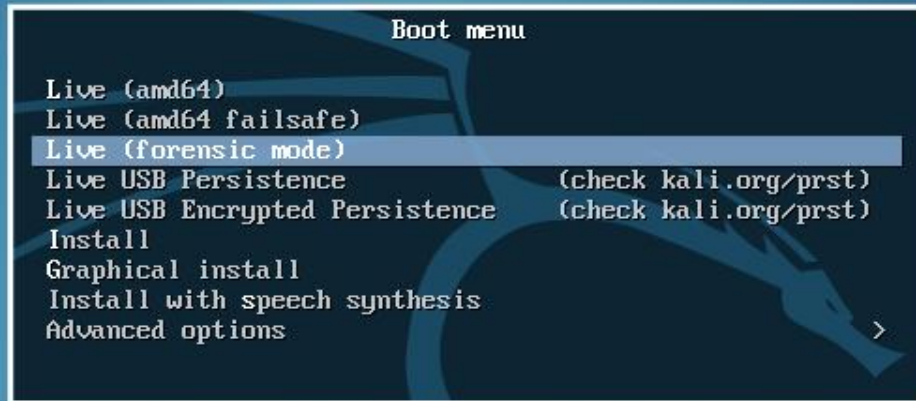 Boot menu
Live (amd64)
Live (amd64 failsafe)
Live (forensic mode)
Live USB Persistence (check kali.org/prst)
Live USB Encrypted Persistence (check kali.org/prst)
Install
Graphical install
Install with speech synthesis
Advanced options >